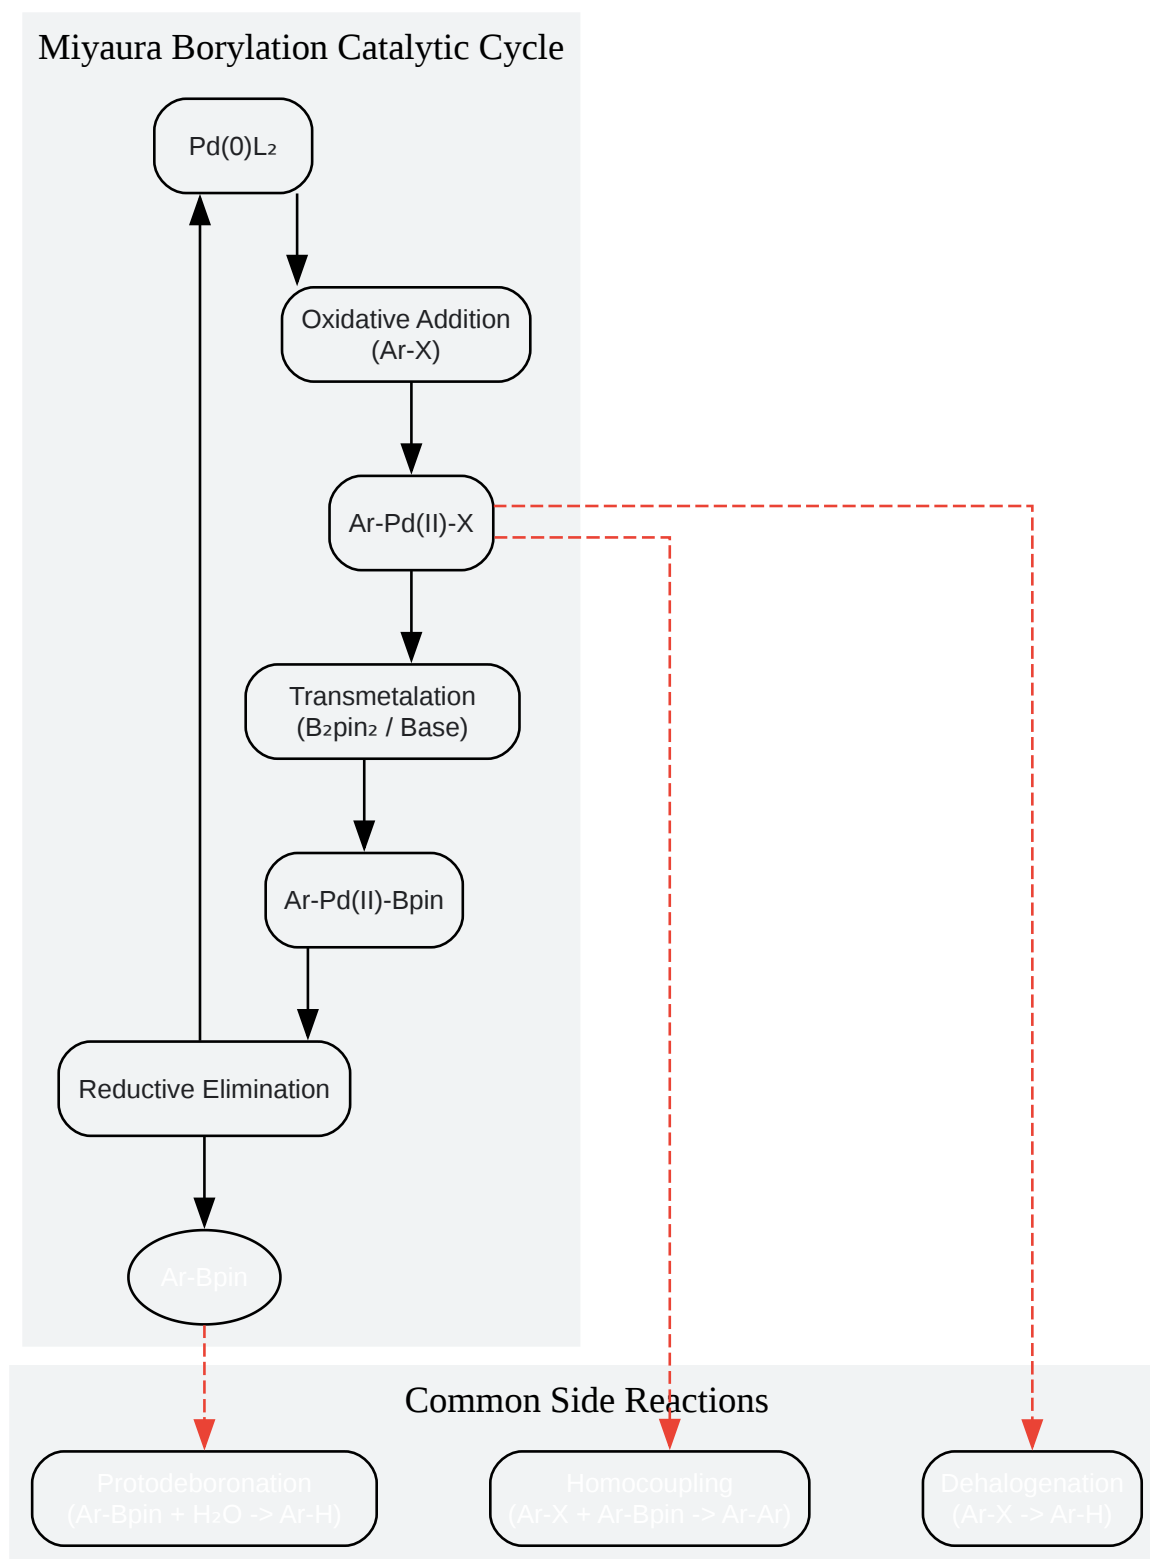 Miyaura Borylation Catalytic Cycle
Pd(0)L₂
Oxidative Addition
(Ar-X)
Ar-Pd(II)-X
Transmetalation
(B₂pin₂ / Base)
Ar-Pd(II)-Bpin
Reductive Elimination
Ar-Bpin
Common Side Reactions
Protodeboronation
(Ar-Bpin + H₂O -> Ar-H)
Homocoupling
(Ar-X + Ar-Bpin -> Ar-Ar)
Dehalogenation
(Ar-X -> Ar-H)